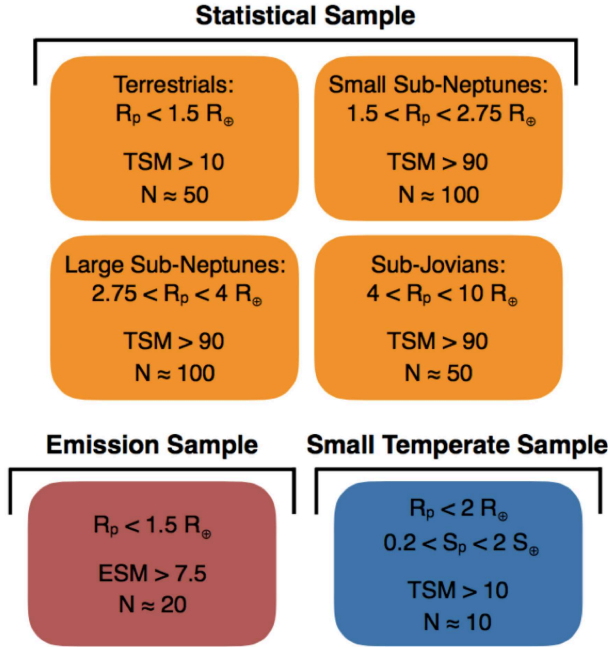 Statistical Sample
Terrestrials:
Rₚ < 1.5 R⊕
TSM > 10
N ≈ 50
Small Sub-Neptunes:
1.5 < Rₚ < 2.75 R⊕
TSM > 90
N ≈ 100
Large Sub-Neptunes:
2.75 < Rₚ < 4 R⊕
TSM > 90
N ≈ 100
Sub-Jovians:
4 < Rₚ < 10 R⊕
TSM > 90
N ≈ 50
Emission Sample
Rₚ < 1.5 R⊕
ESM > 7.5
N ≈ 20
Small Temperate Sample
Rₚ < 2 R⊕
0.2 < Sₚ < 2 S⊕
TSM > 10
N ≈ 10